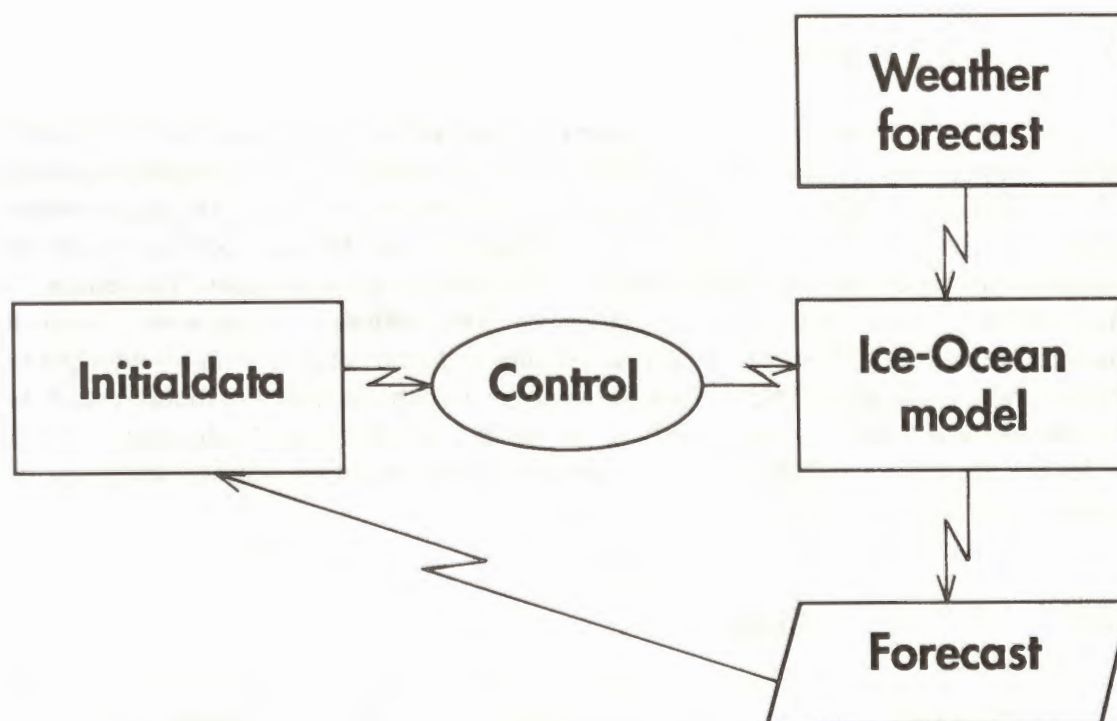 Weather
forecast
Initialdata
Control
Ice-Ocean
model
Forecast